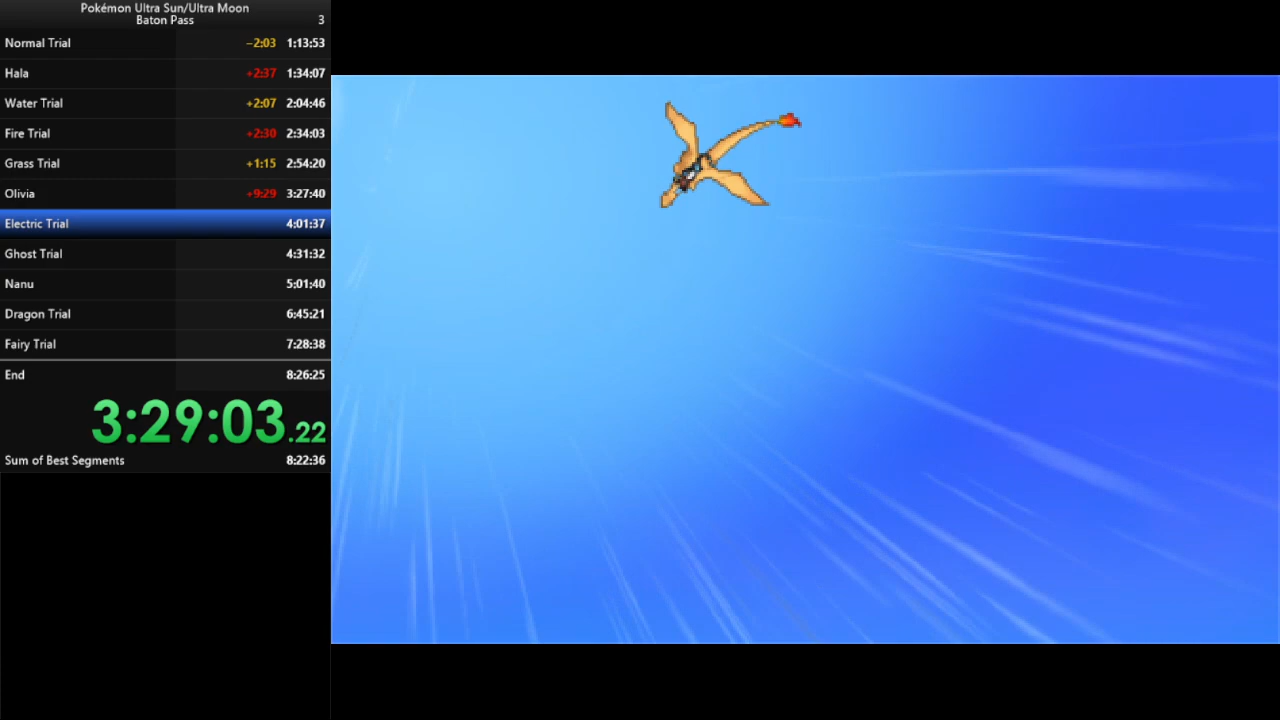 Pokémon Ultra Sun/Ultra Moon
Baton Pass 3
Normal Trial −2:03 1:13:53
Hala +2:37 1:34:07
Water Trial +2:07 2:04:46
Fire Trial +2:30 2:34:03
Grass Trial +1:15 2:54:20
Olivia +9:29 3:27:40
Electric Trial 4:01:37
Ghost Trial 4:31:32
Nanu 5:01:40
Dragon Trial 6:45:21
Fairy Trial 7:28:38
End 8:26:25
3:29:03.22
Sum of Best Segments 8:22:36